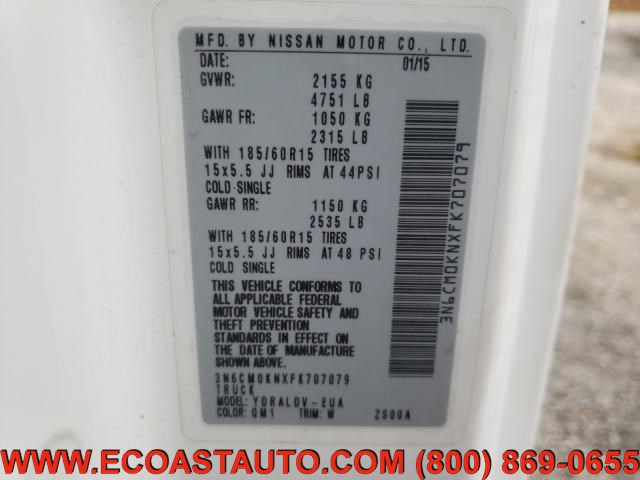 MFD. BY NISSAN MOTOR CO., LTD.
DATE: 01/15
GVWR: 2155 KG
4751 LB
GAWR FR: 1050 KG
2315 LB
WITH 185/60R15 TIRES
15x5.5 JJ RIMS AT 44PSI
COLD SINGLE
GAWR RR: 1150 KG
2535 LB
WITH 185/60R15 TIRES
15x5.5 JJ RIMS AT 48 PSI
COLD SINGLE
THIS VEHICLE CONFORMS TO
ALL APPLICABLE FEDERAL
MOTOR VEHICLE SAFETY AND
THEFT PREVENTION
STANDARDS IN EFFECT ON
THE DATE OF MANUFACTURE
SHOWN ABOVE.
3N6CM0KNXFK707079
TRUCK
MODEL: YDRALDV-EUA
COLOR: QM1 TRIM: W ZS00A
3N6CM0KNXFK707079
WWW.ECOASTAUTO.COM (800) 869-0655